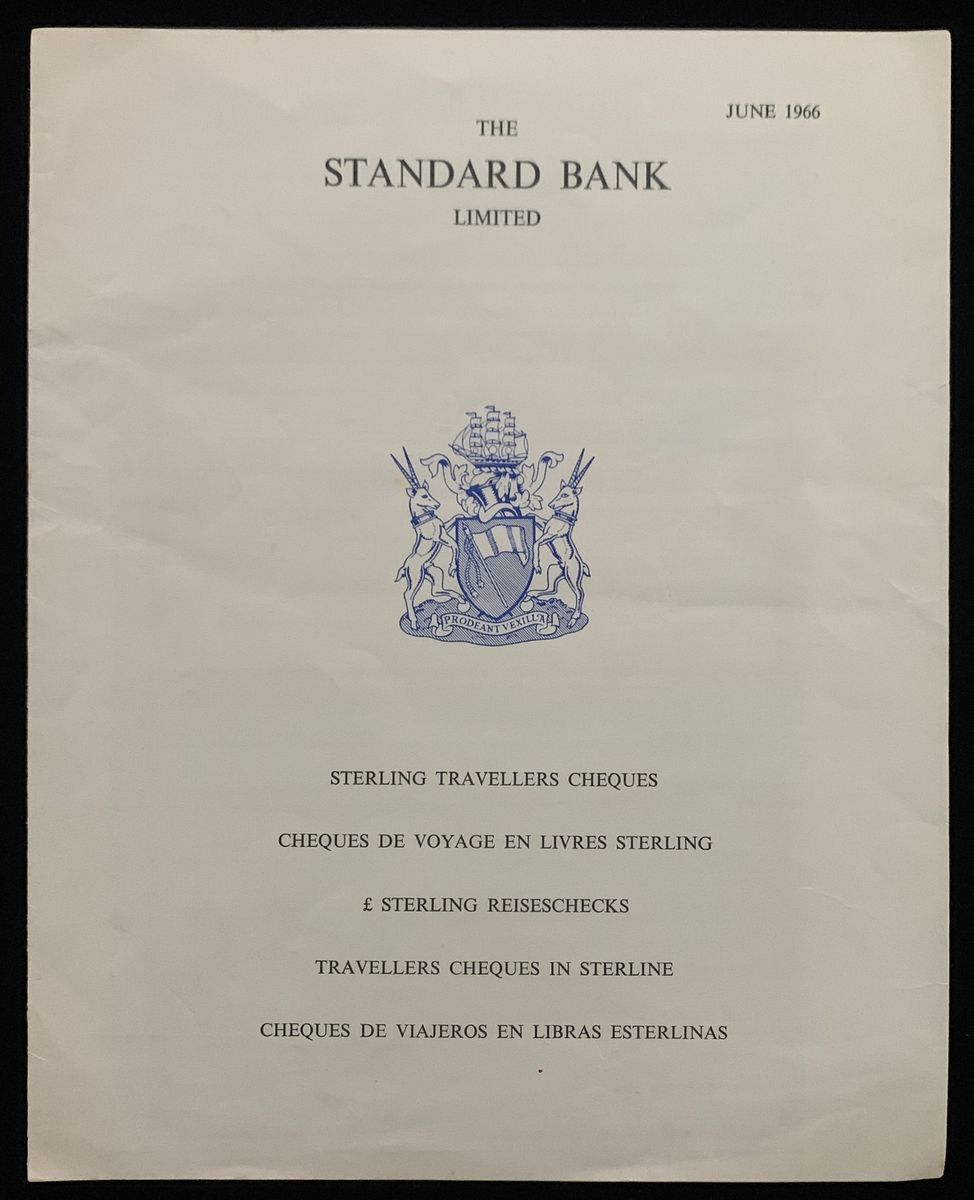 JUNE 1966
THE
STANDARD BANK
LIMITED
PRODEANT VEXILLA
STERLING TRAVELLERS CHEQUES
CHEQUES DE VOYAGE EN LIVRES STERLING
£ STERLING REISESCHECKS
TRAVELLERS CHEQUES IN STERLINE
CHEQUES DE VIAJEROS EN LIBRAS ESTERLINAS